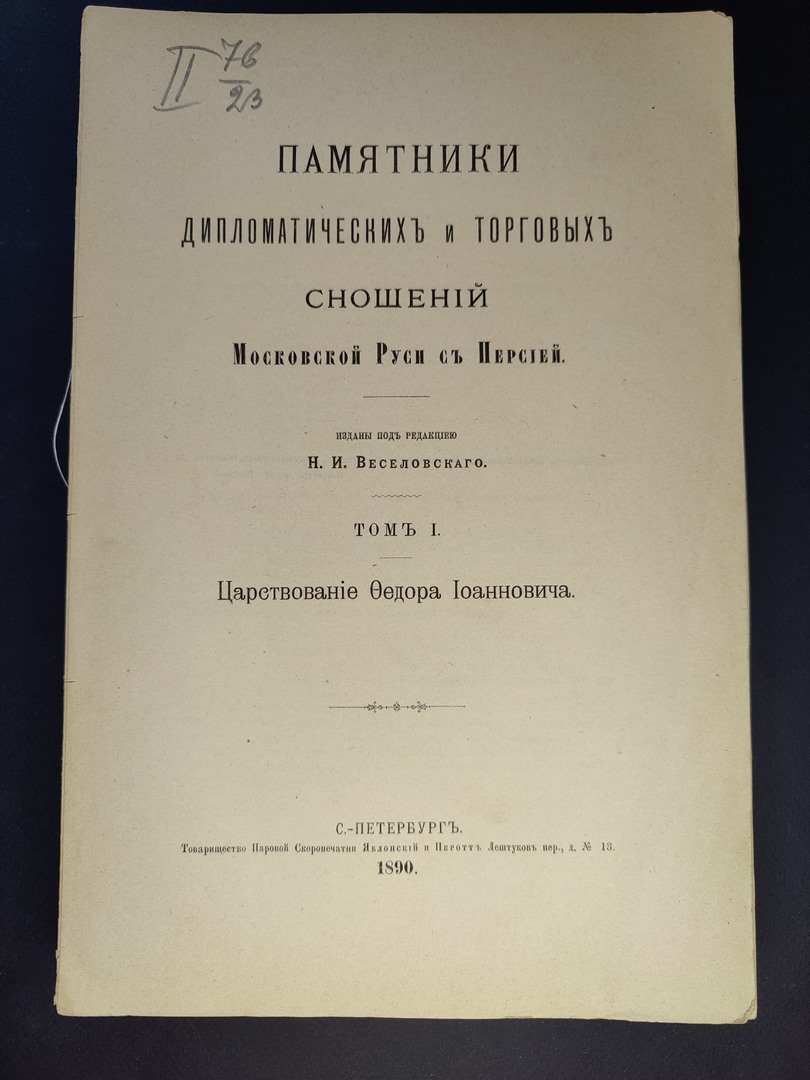 II 76
23
ПАМЯТНИКИ
ДИПЛОМАТИЧЕСКИХЪ и ТОРГОВЫХЪ
СНОШЕНІЙ
Московской Руси съ Персіей.
ИЗДАНЫ ПОДЪ РЕДАКЦІЕЮ
Н. И. Веселовскаго.
ТОМЪ I.
Царствованіе Ѳедора Іоанновича.
С.-ПЕТЕРБУРГЪ.
Товарищество Паровой Скоропечатни Яблонскій и Пероттъ Лештуковъ пер., д. № 13.
1890.